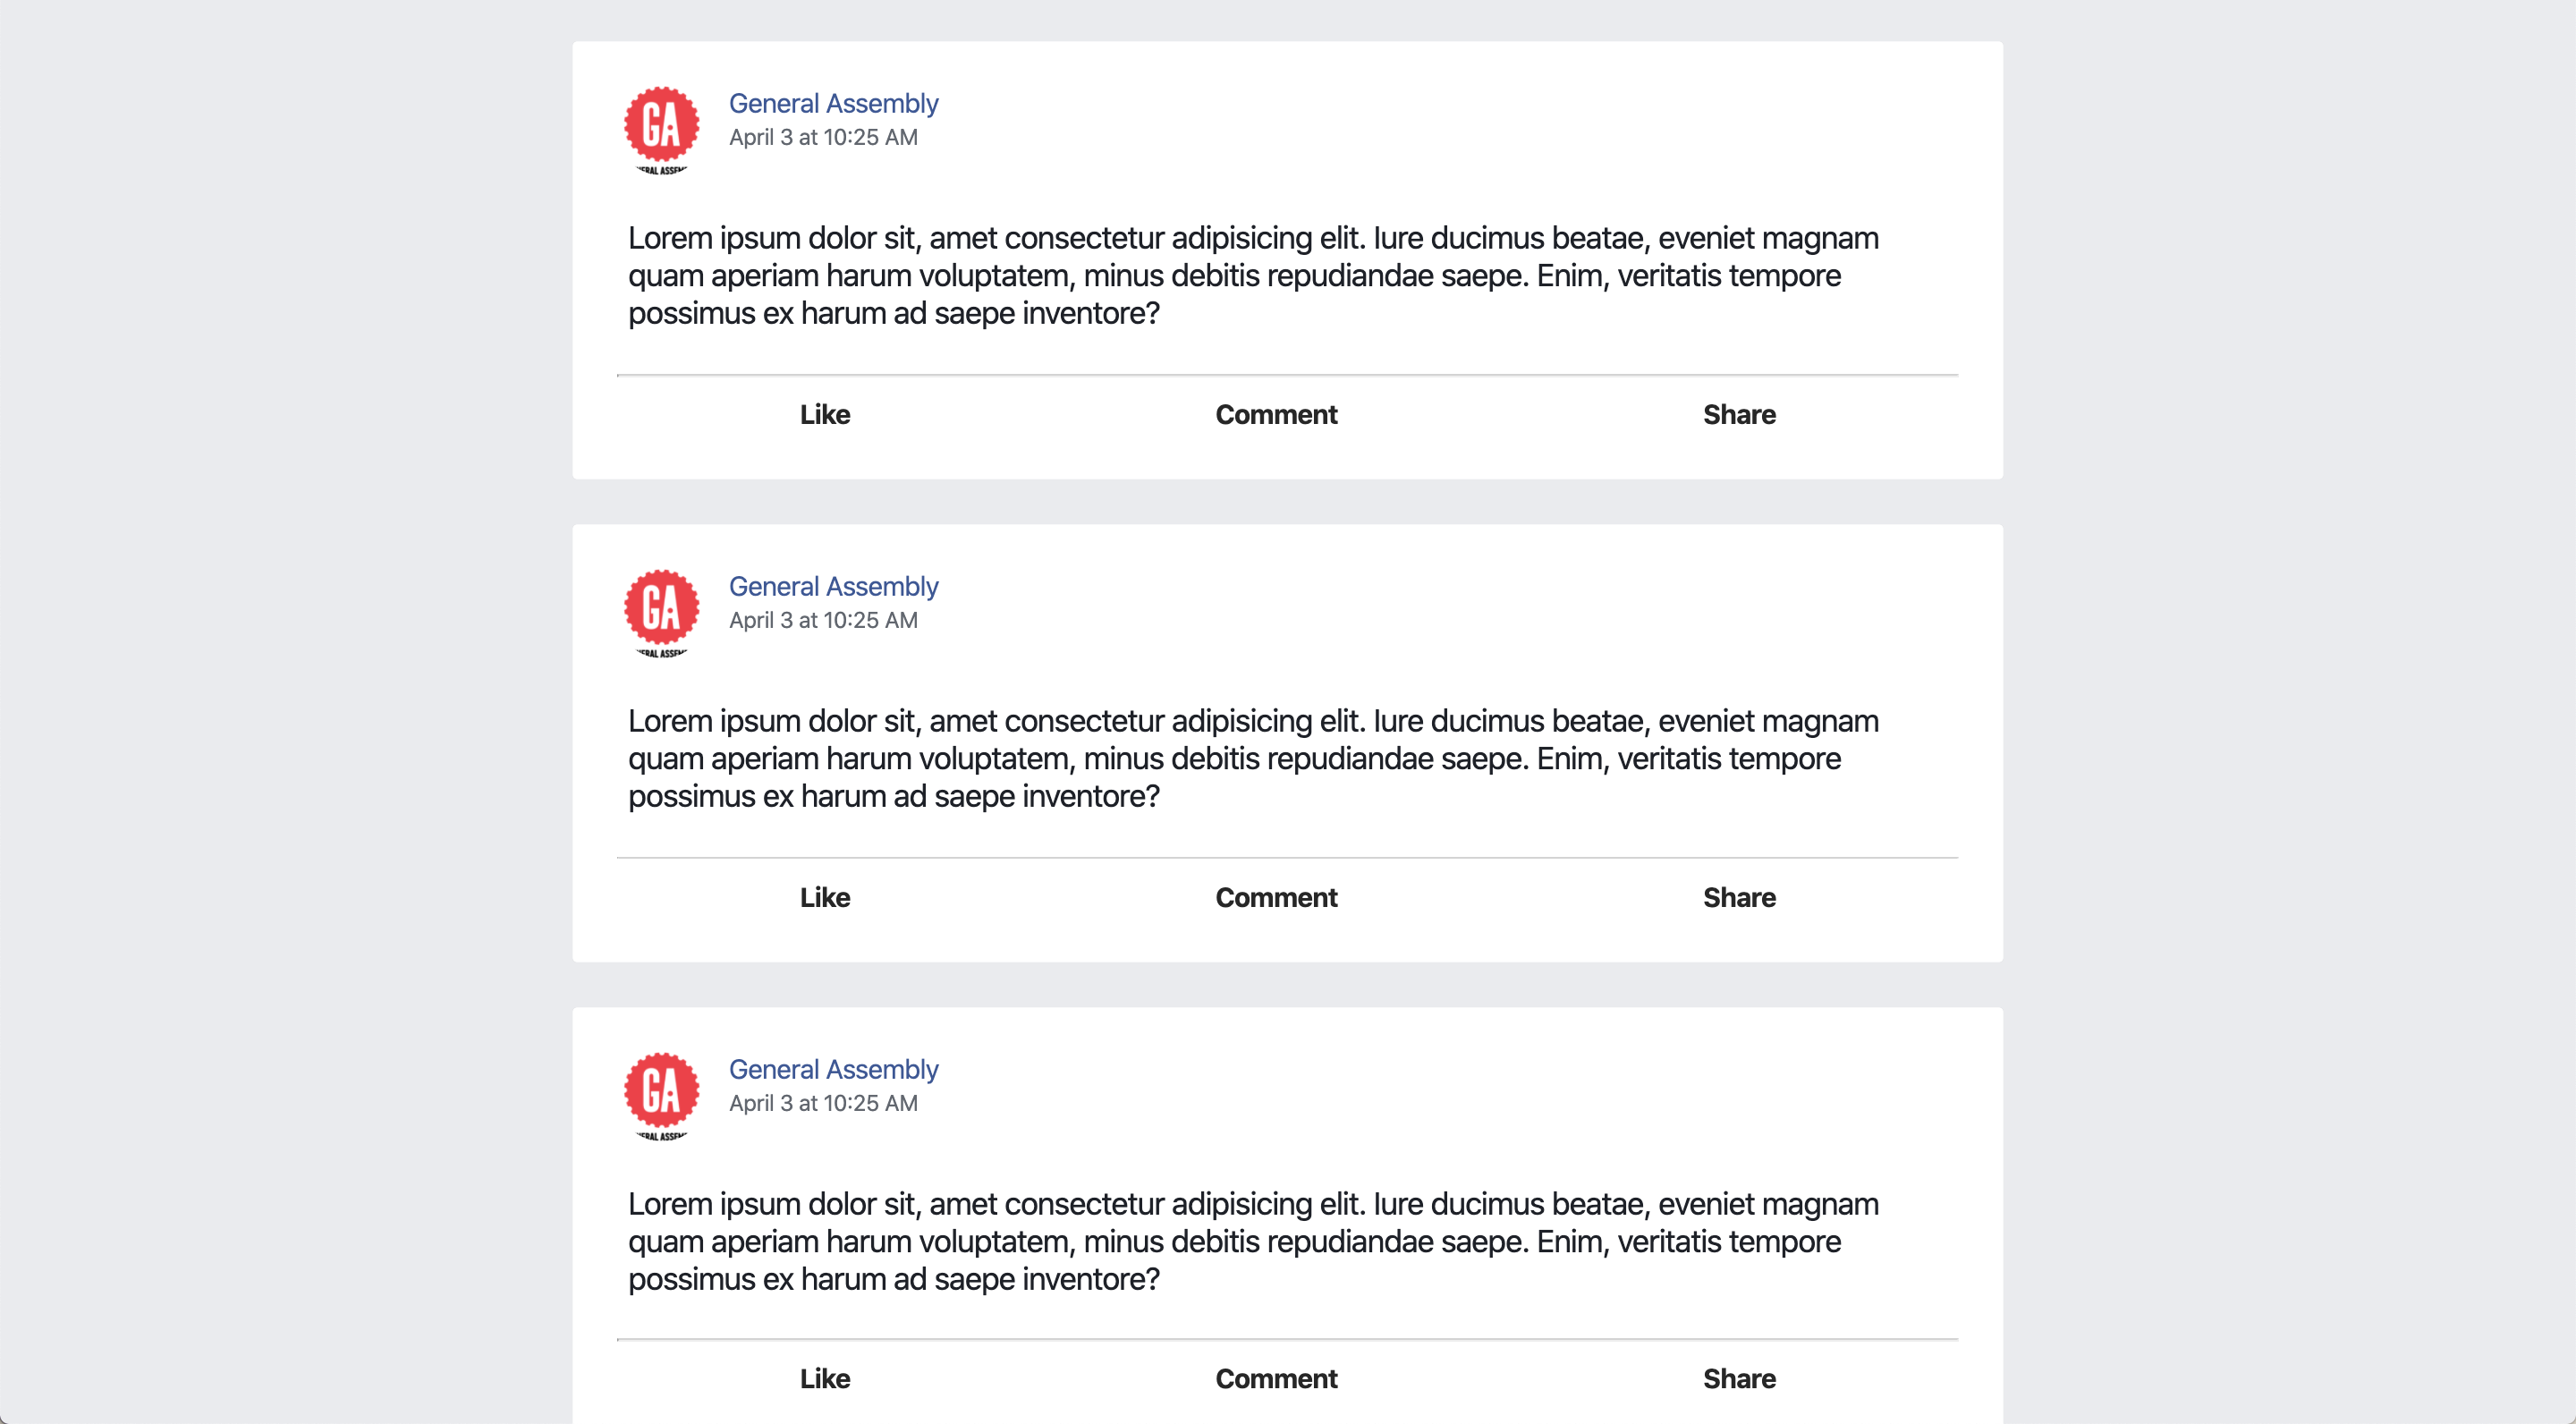 GA
General Assembly
April 3 at 10:25 AM
Lorem ipsum dolor sit, amet consectetur adipisicing elit. Iure ducimus beatae, eveniet magnam
quam aperiam harum voluptatem, minus debitis repudiandae saepe. Enim, veritatis tempore
possimus ex harum ad saepe inventore?
Like Comment Share
GA
General Assembly
April 3 at 10:25 AM
Lorem ipsum dolor sit, amet consectetur adipisicing elit. Iure ducimus beatae, eveniet magnam
quam aperiam harum voluptatem, minus debitis repudiandae saepe. Enim, veritatis tempore
possimus ex harum ad saepe inventore?
Like Comment Share
GA
General Assembly
April 3 at 10:25 AM
Lorem ipsum dolor sit, amet consectetur adipisicing elit. Iure ducimus beatae, eveniet magnam
quam aperiam harum voluptatem, minus debitis repudiandae saepe. Enim, veritatis tempore
possimus ex harum ad saepe inventore?
Like Comment Share